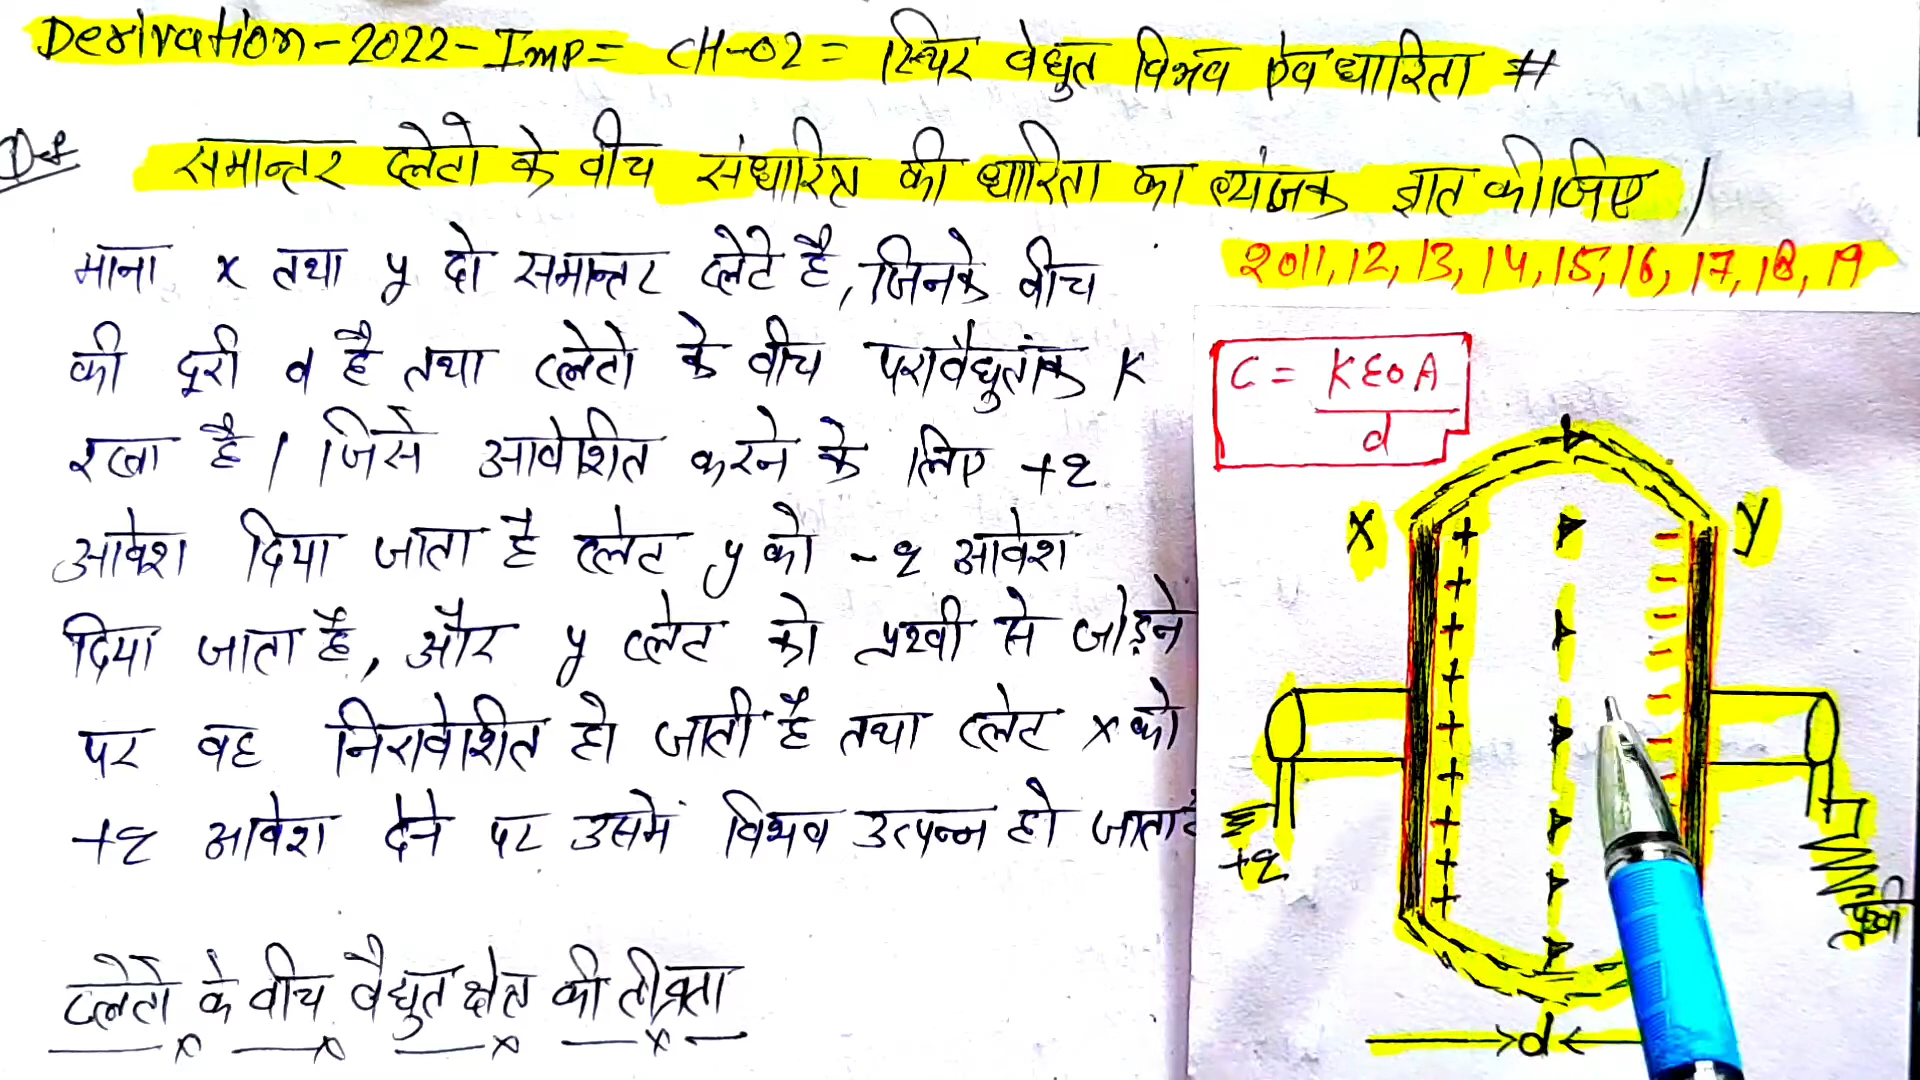 Derivation-2022-Imp= CH-02= स्थिर वेधुत विभव एंव धारिता #
समान्तर प्लेटो के बीच संधारित्र की धारिता का व्यंजक ज्ञात कीजिए।
2011, 12, 13, 14, 15, 16, 17, 18, 19
माना x तथा y दो समान्तर प्लेटे है, जिनके बीच
की दूरी d है तथा प्लेटो के बीच परावैधुतांक K
रखा है। जिसे आवेशित करने के लिए +q
आवेश दिया जाता है प्लेट y को -q आवेश
दिया जाता है, और y प्लेट को पृथ्वी से जोड़ने
पर वह निरावेशित हो जाती है तथा प्लेट x को
+q आवेश देने पर उसमें विभव उत्पन्न हो जाता है
प्लेटो के बीच वैद्युत क्षेत्र की तीव्रता
C = Kε0A
d
x
y
+q
पृथ्वी
d